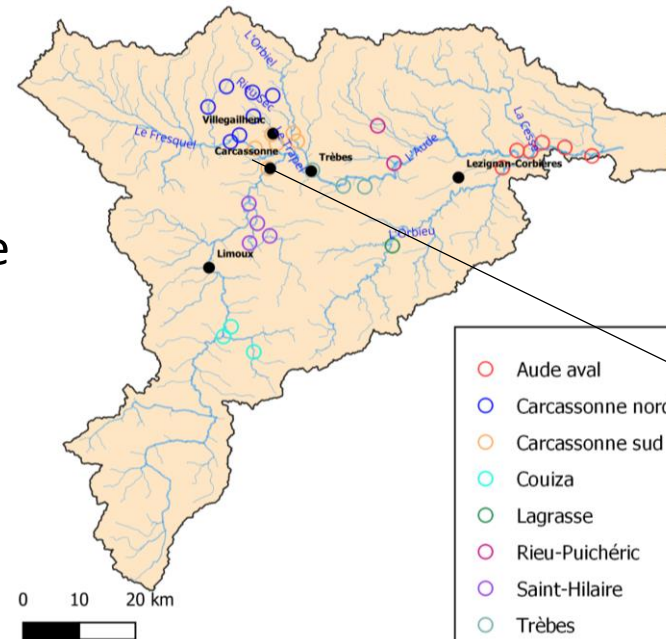 L'Orbiel
Rieu Sec
Villegailhenc
Le Fresquel
Le Trapel
Carcassonne
Trèbes
L'Aude
La Cesse
Lezignan-Corbières
L'Orbieu
Limoux
e
Aude aval
Carcassonne nord
Carcassonne sud
Couiza
Lagrasse
Rieu-Puichéric
Saint-Hilaire
Trèbes
0 10 20 km